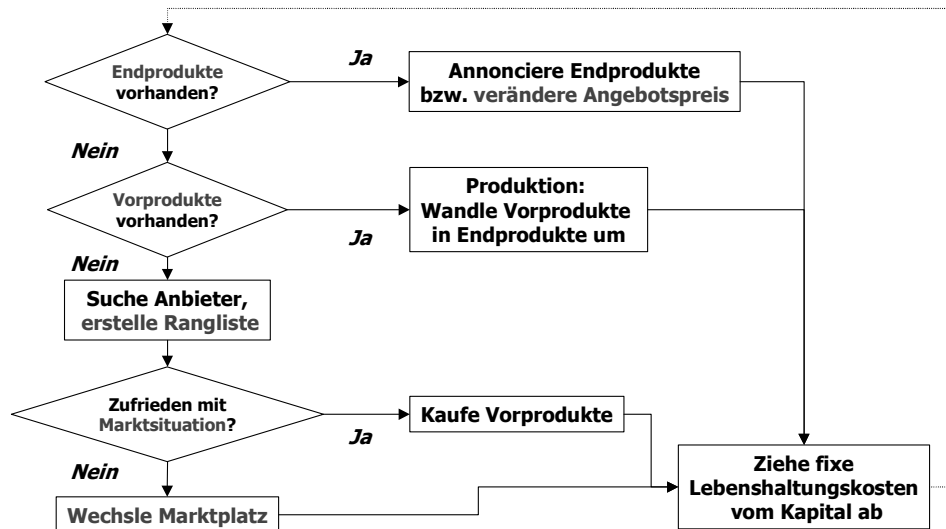 Endprodukte
vorhanden?
Ja
Annonciere Endprodukte
bzw. verändere Angebotspreis
Nein
Vorprodukte
vorhanden?
Ja
Produktion:
Wandle Vorprodukte
in Endprodukte um
Nein
Suche Anbieter,
erstelle Rangliste
Zufrieden mit
Marktsituation?
Ja
Kaufe Vorprodukte
Nein
Wechsle Marktplatz
Ziehe fixe
Lebenshaltungskosten
vom Kapital ab